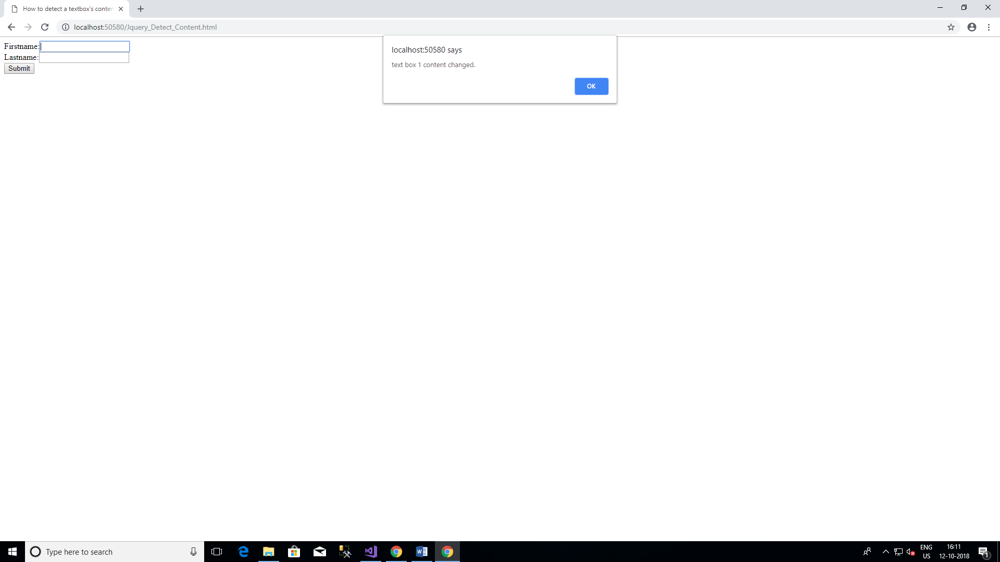 How to detect a textbox's conten
localhost:50580/Jquery_Detect_Content.html
Firstname:
Lastname:
Submit
localhost:50580 says
text box 1 content changed.
OK
Type here to search
ENG
US
16:11
12-10-2018
1